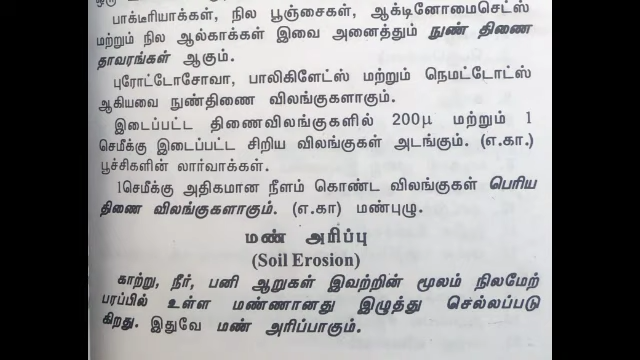 பாக்டீரியாக்கள், நில பூஞ்சைகள், ஆக்டினோமைசெட்ஸ்
மற்றும் நில ஆல்காக்கள் இவை அனைத்தும் நுண் திணை
தாவரங்கள் ஆகும்.
புரோட்டோசோவா, பாலிகிளேட்ஸ் மற்றும் நெமட்டோட்ஸ்
ஆகியவை நுண்திணை விலங்குகளாகும்.
இடைப்பட்ட திணைவிலங்குகளில் 200μ மற்றும் 1
செமீக்கு இடைப்பட்ட சிறிய விலங்குகள் அடங்கும். (எ.கா.)
பூச்சிகளின் லார்வாக்கள்.
1செமீக்கு அதிகமான நீளம் கொண்ட விலங்குகள் பெரிய
திணை விலங்குகளாகும். (எ.கா) மண்புழு.
மண் அரிப்பு
(Soil Erosion)
காற்று, நீர், பனி ஆறுகள் இவற்றின் மூலம் நிலமேற்
பரப்பில் உள்ள மண்ணானது இழுத்து செல்லப்படு
கிறது. இதுவே மண் அரிப்பாகும்.